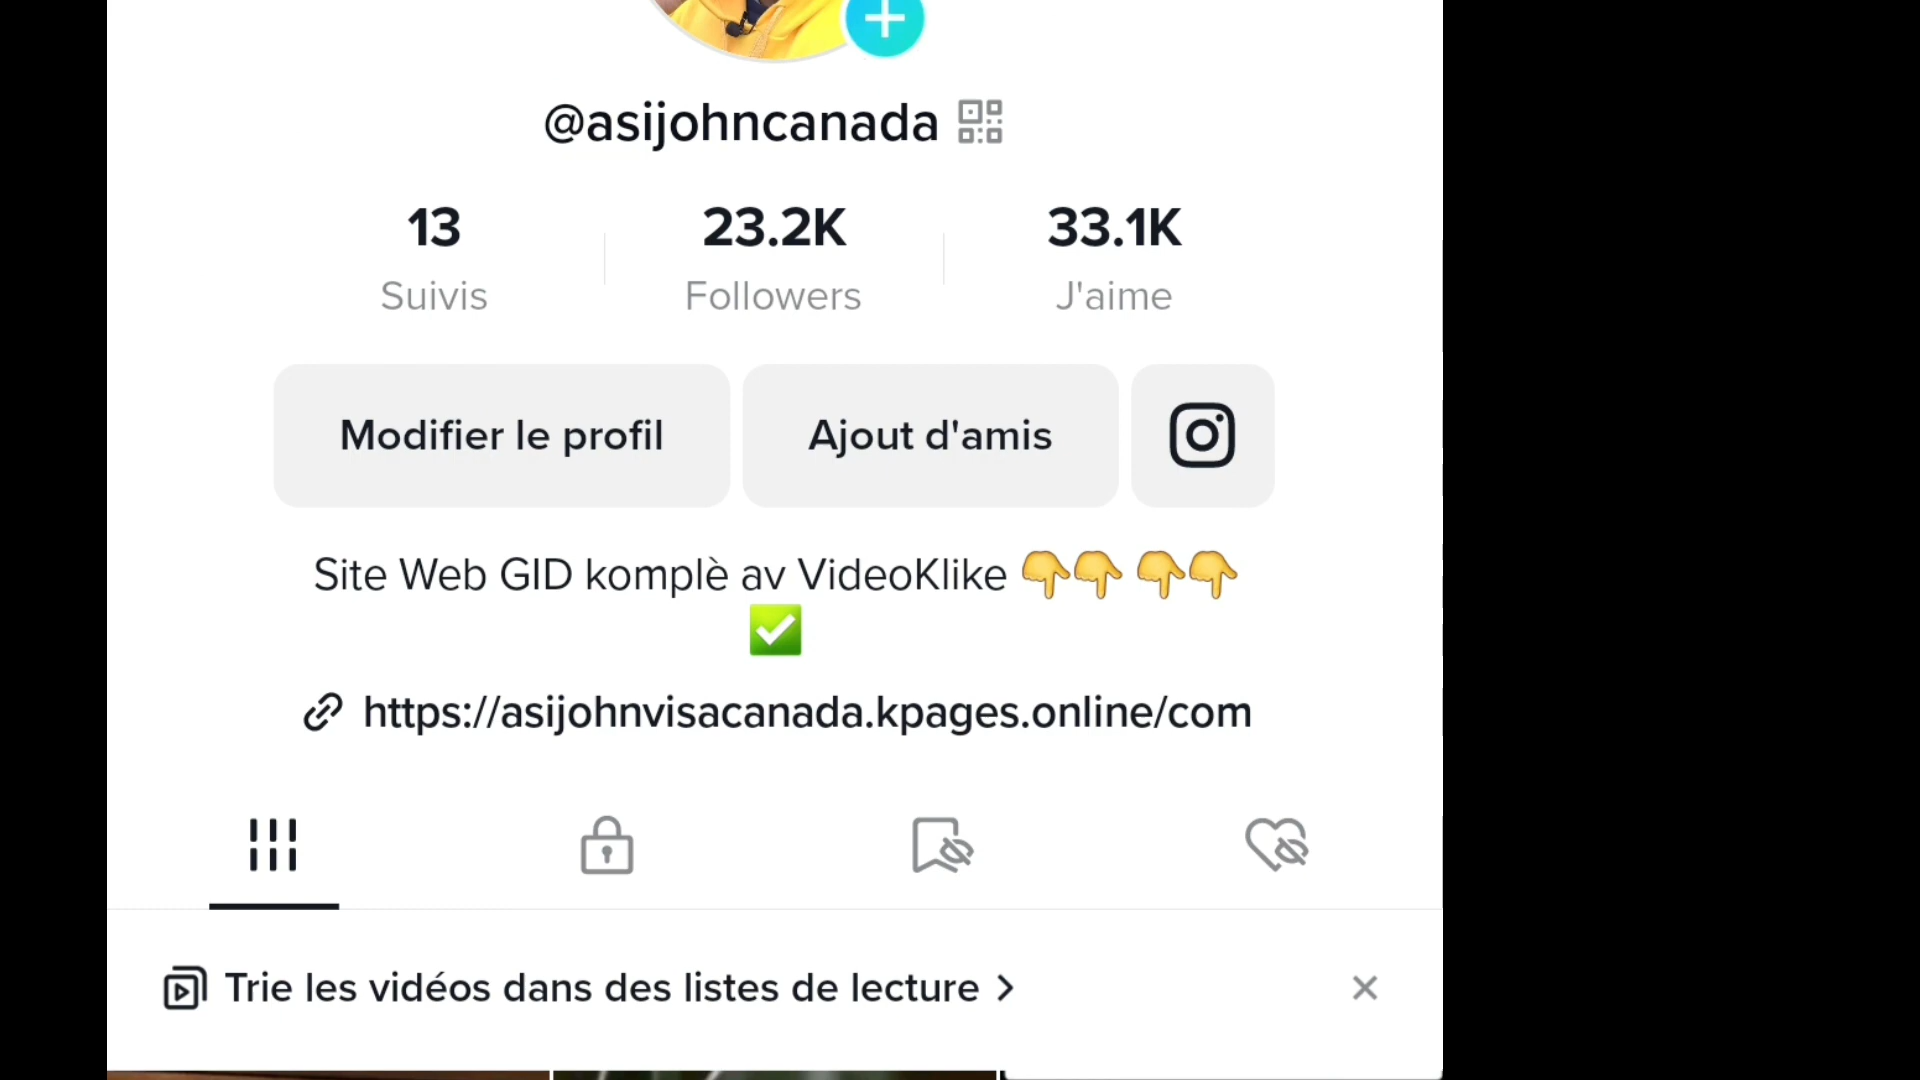 @asijohncanada
13
23.2K
33.1K
Suivis
Followers
J'aime
Modifier le profil
Ajout d'amis
Site Web GID komplè av VideoKlike 👇👇 👇👇
✅
https://asijohnvisacanada.kpages.online/com
Trie les vidéos dans des listes de lecture